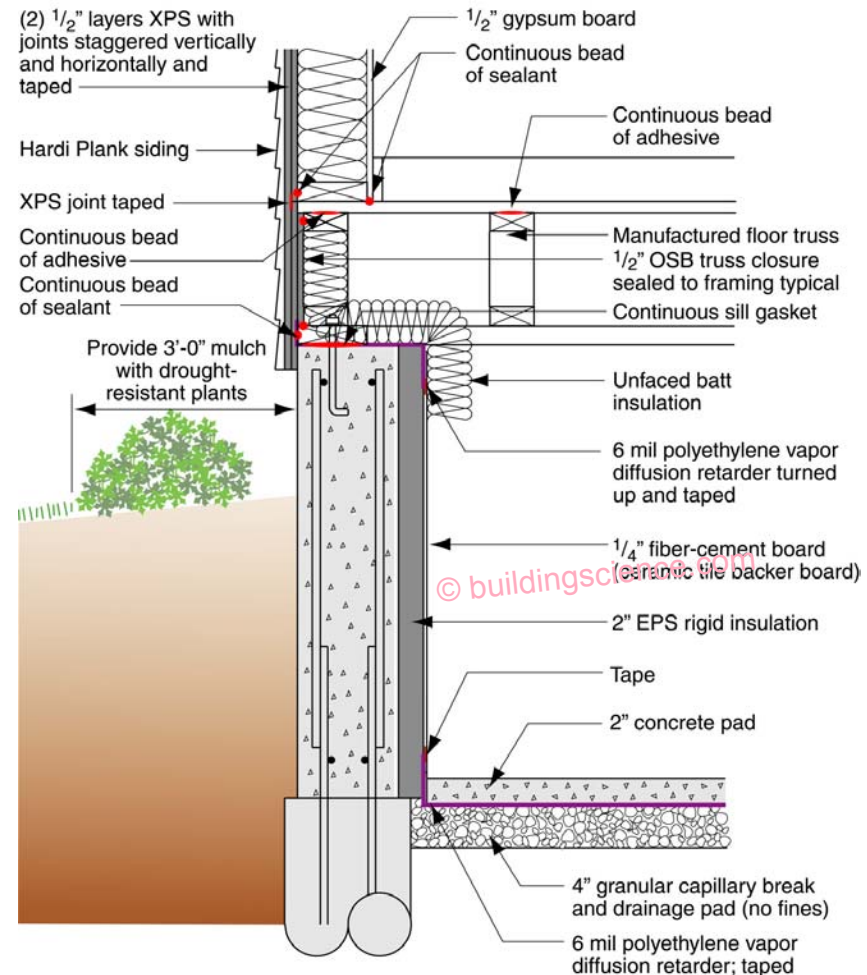 (2) 1/2” layers XPS with
joints staggered vertically
and horizontally and
taped
Hardi Plank siding
XPS joint taped
Continuous bead
of adhesive
Continuous bead
of sealant
Provide 3’-0” mulch
with drought-
resistant plants
1/2” gypsum board
Continuous bead
of sealant
Continuous bead
of adhesive
Manufactured floor truss
1/2” OSB truss closure
sealed to framing typical
Continuous sill gasket
Unfaced batt
insulation
6 mil polyethylene vapor
diffusion retarder turned
up and taped
1/4” fiber-cement board
(ceramic tile backer board)
© buildingscience.com
2” EPS rigid insulation
Tape
2” concrete pad
4” granular capillary break
and drainage pad (no fines)
6 mil polyethylene vapor
diffusion retarder; taped